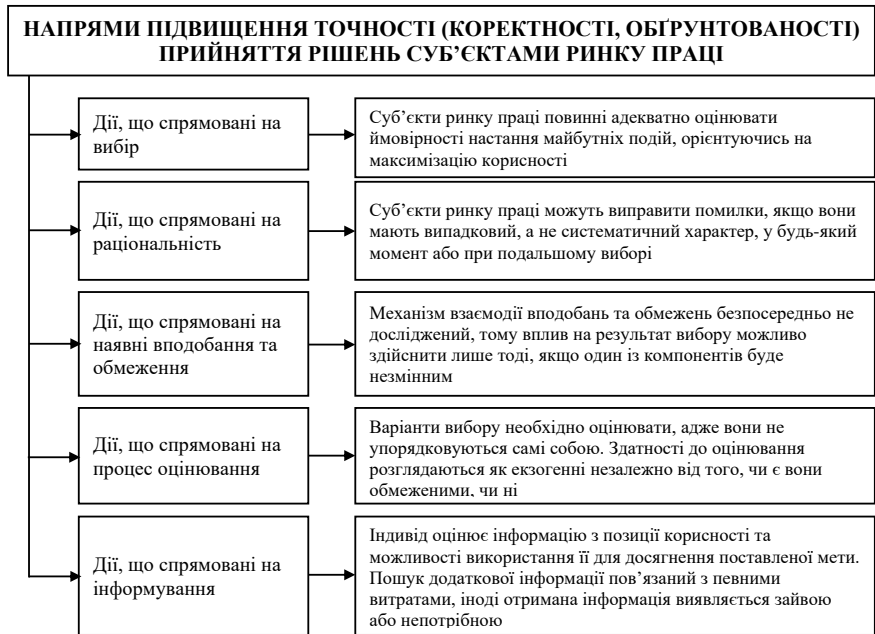 НАПРЯМИ ПІДВИЩЕННЯ ТОЧНОСТІ (КОРЕКТНОСТІ, ОБҐРУНТОВАНОСТІ)
ПРИЙНЯТТЯ РІШЕНЬ СУБ’ЄКТАМИ РИНКУ ПРАЦІ
Дії, що спрямовані на
вибір
Суб’єкти ринку праці повинні адекватно оцінювати
ймовірності настання майбутніх подій, орієнтуючись на
максимізацію корисності
Дії, що спрямовані на
раціональність
Суб’єкти ринку праці можуть виправити помилки, якщо вони
мають випадковий, а не систематичний характер, у будь-який
момент або при подальшому виборі
Дії, що спрямовані на
наявні вподобання та
обмеження
Механізм взаємодії вподобань та обмежень безпосередньо не
досліджений, тому вплив на результат вибору можливо
здійснити лише тоді, якщо один із компонентів буде
незмінним
Дії, що спрямовані на
процес оцінювання
Варіанти вибору необхідно оцінювати, адже вони не
упорядковуються самі собою. Здатності до оцінювання
розглядаються як екзогенні незалежно від того, чи є вони
обмеженими, чи ні
Дії, що спрямовані на
інформування
Індивід оцінює інформацію з позиції корисності та
можливості використання її для досягнення поставленої мети.
Пошук додаткової інформації пов’язаний з певними
витратами, іноді отримана інформація виявляється зайвою
або непотрібною